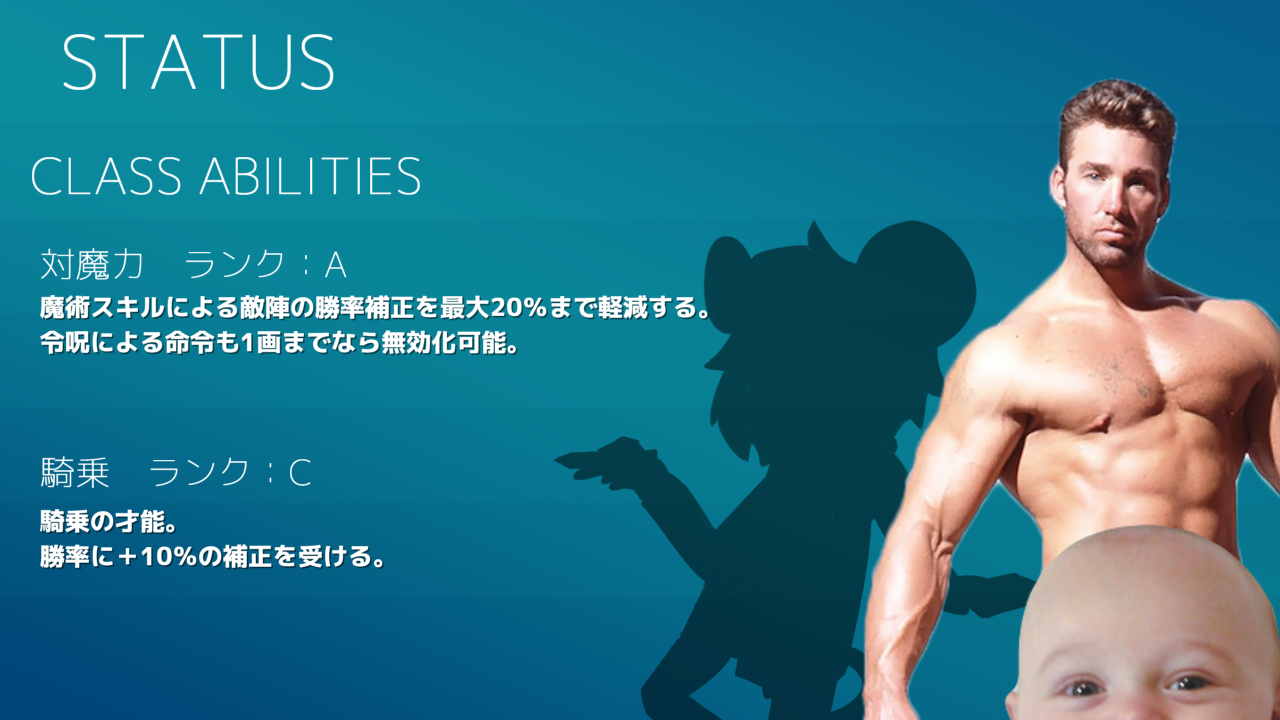 STATUS
CLASS ABILITIES
対魔力　ランク：A
魔術スキルによる敵陣の勝率補正を最大20%まで軽減する。
令呪による命令も1画までなら無効化可能。
騎乗　ランク：C
騎乗の才能。
勝率に＋10%の補正を受ける。